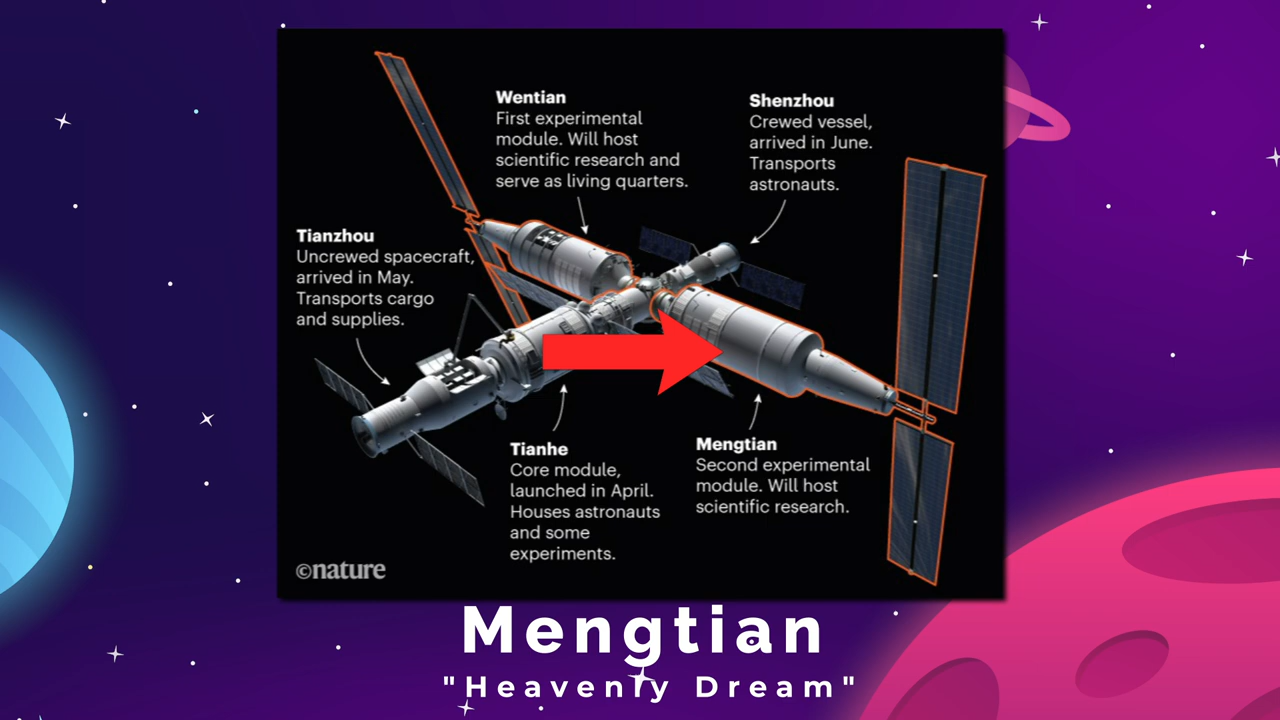 Wentian
First experimental
module. Will host
scientific research and
serve as living quarters.
Shenzhou
Crewed vessel,
arrived in June.
Transports
astronauts.
Tianzhou
Uncrewed spacecraft,
arrived in May.
Transports cargo
and supplies.
Tianhe
Core module,
launched in April.
Houses astronauts
and some
experiments.
Mengtian
Second experimental
module. Will host
scientific research.
©nature
Mengtian
"Heavenly Dream"